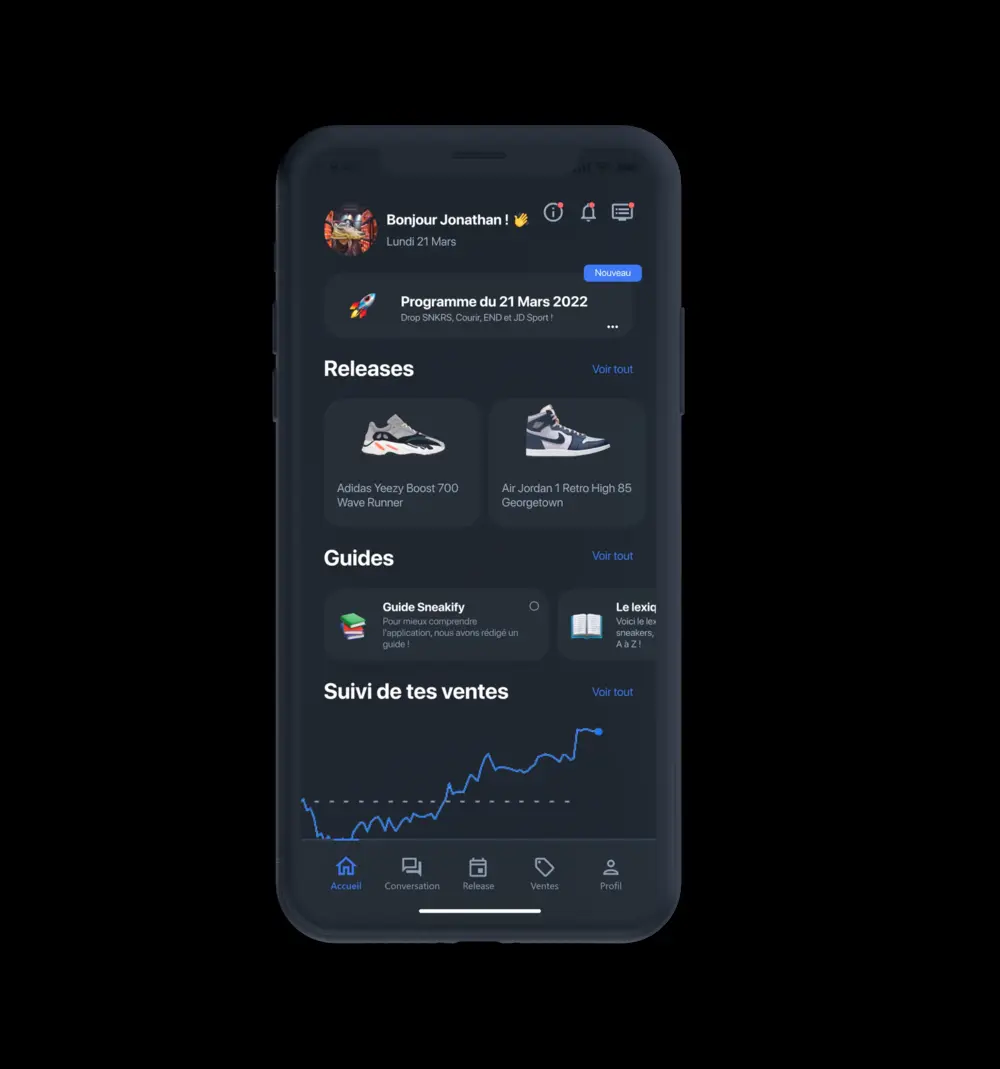 Bonjour Jonathan ! 👋
Lundi 21 Mars
Nouveau
Programme du 21 Mars 2022
Drop SNKRS, Courir, END et JD Sport !
Releases
Voir tout
Adidas Yeezy Boost 700
Wave Runner
Air Jordan 1 Retro High 85
Georgetown
Guides
Voir tout
Guide Sneakify
Pour mieux comprendre
l'application, nous avons rédigé un
guide !
Le lexiq
Voici le lex
sneakers,
A à Z !
Suivi de tes ventes
Voir tout
Accueil
Conversation
Release
Ventes
Profil